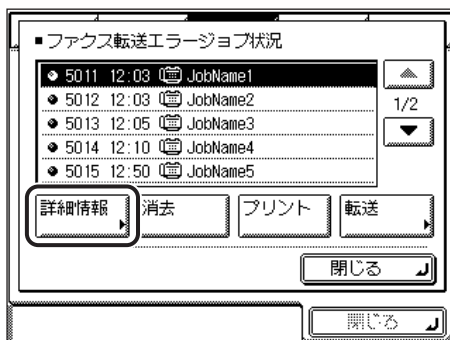 ■ファクス転送エラージョブ状況
5011 12:03 JobName1
5012 12:03 JobName2
1/2
5013 12:05 JobName3
5014 12:10 JobName4
5015 12:50 JobName5
詳細情報 消去 プリント 転送
閉じる
閉じる